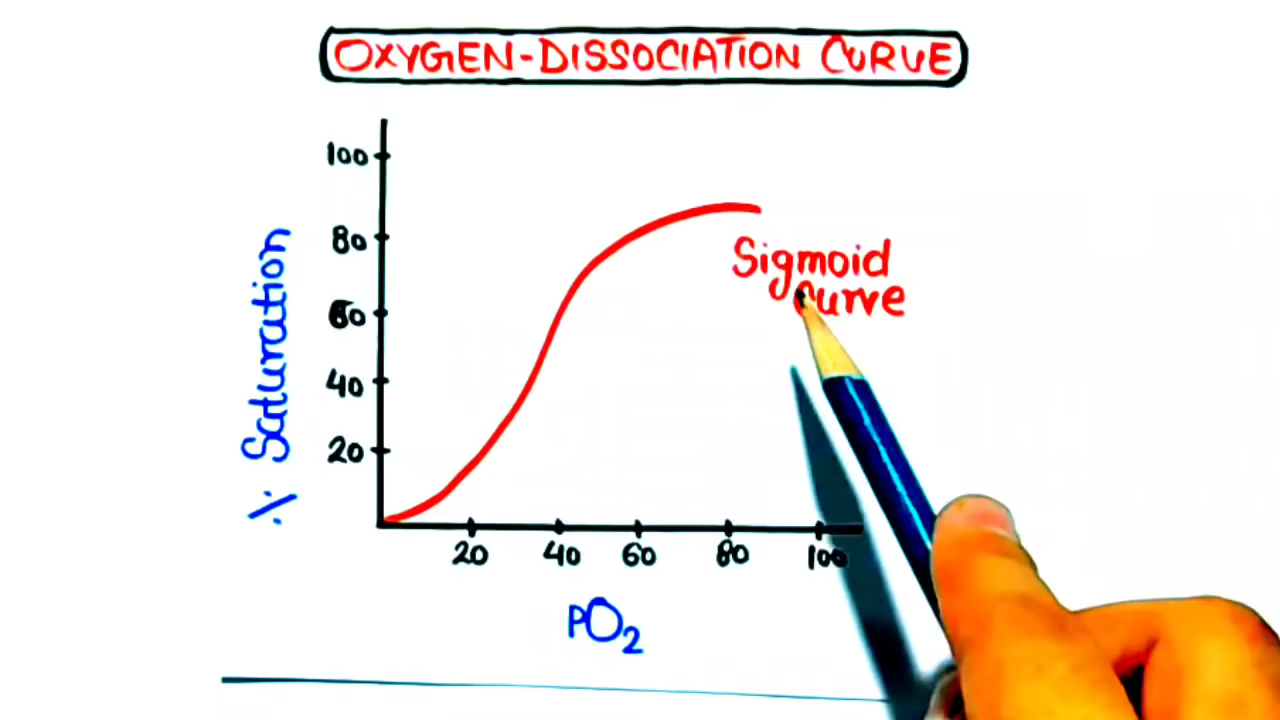 OXYGEN-DISSOCIATION CURVE
100
80
60
40
20
% Saturation
Sigmoid
Curve
20 40 60 80 100
PO2